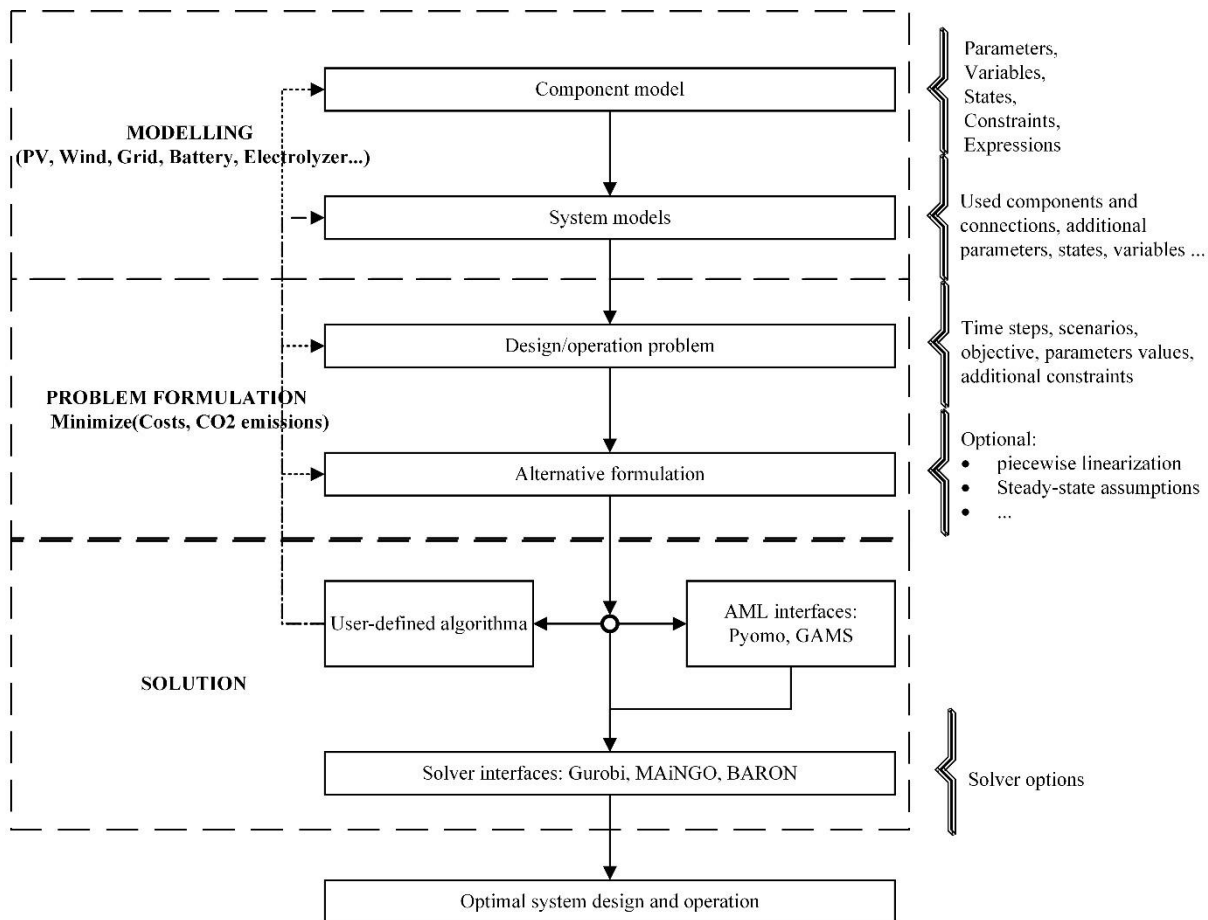 Component model
Parameters,
Variables,
States,
Constraints,
Expressions
MODELLING
(PV, Wind, Grid, Battery, Electrolyzer...)
System models
Used components and
connections, additional
parameters, states, variables ...
Design/operation problem
Time steps, scenarios,
objective, parameters values,
additional constraints
PROBLEM FORMULATION
Minimize(Costs, CO2 emissions)
Alternative formulation
Optional:
• piecewise linearization
• Steady-state assumptions
• ...
User-defined algorithma
AML interfaces:
Pyomo, GAMS
SOLUTION
Solver interfaces: Gurobi, MAiNGO, BARON
Solver options
Optimal system design and operation